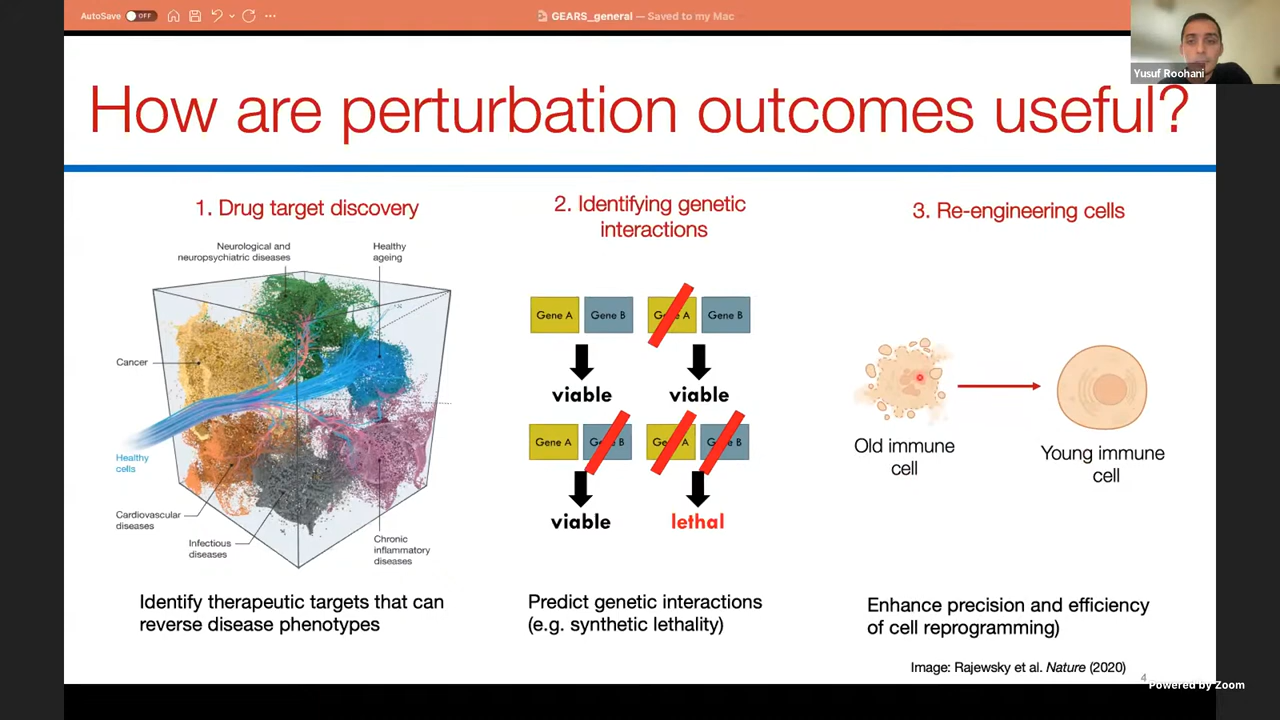 AutoSave OFF
GEARS_general — Saved to my Mac
Yusuf Roohani
How are perturbation outcomes useful?
1. Drug target discovery
Neurological and
neuropsychiatric diseases
Healthy
ageing
Cancer
Healthy
cells
Cardiovascular
diseases
Infectious
diseases
Chronic
inflammatory
diseases
Identify therapeutic targets that can
reverse disease phenotypes
2. Identifying genetic
interactions
Gene A Gene B Gene A Gene B
viable viable
Gene A Gene B Gene A Gene B
viable lethal
Predict genetic interactions
(e.g. synthetic lethality)
3. Re-engineering cells
Old immune
cell
Young immune
cell
Enhance precision and efficiency
of cell reprogramming)
Image: Rajewsky et al. Nature (2020)
4
Powered by Zoom